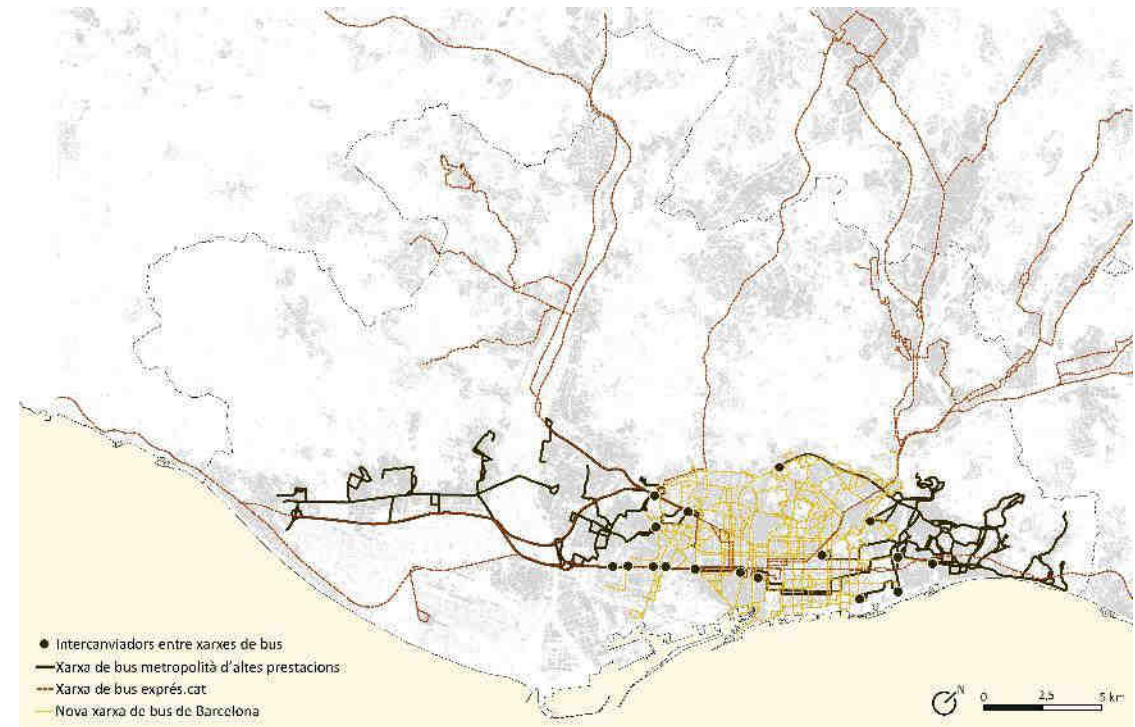 Intercanviadors entre xarxes de bus
Xarxa de bus metropolità d'altes prestacions
Xarxa de bus exprés.cat
Nova xarxa de bus de Barcelona
N
0 2,5 5 km